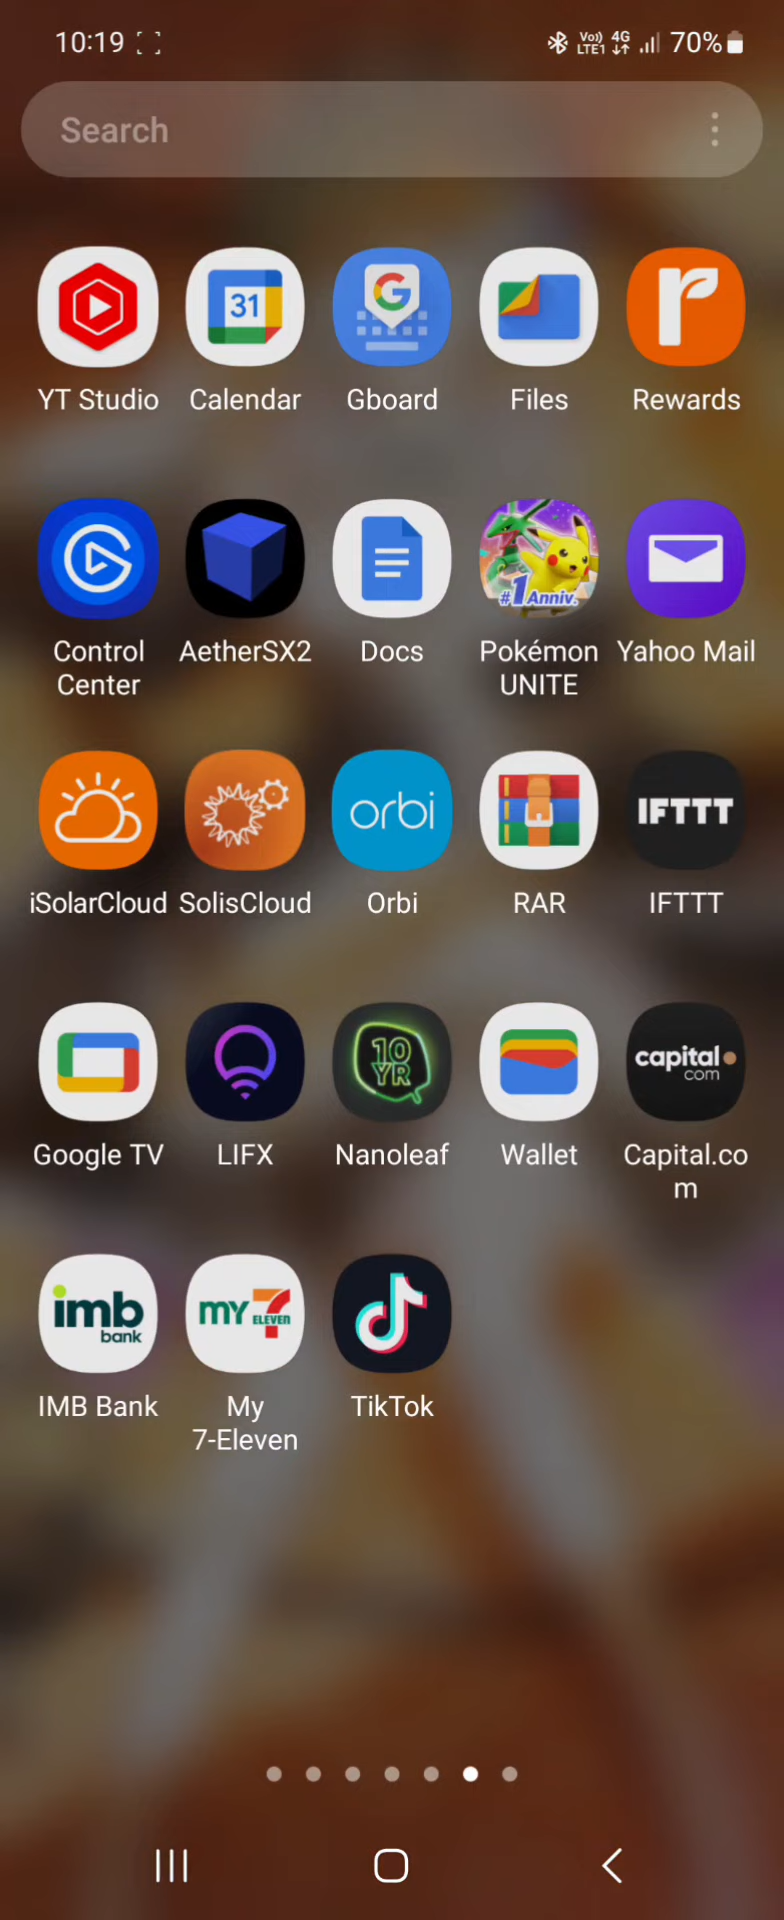 10:19
Vo)) 4G 70%
LTE1
Search
31
G
r
YT Studio Calendar Gboard Files Rewards
#1 Anniv.
Control AetherSX2 Docs Pokémon Yahoo Mail
Center UNITE
orbi
IFTTT
iSolarCloud SolisCloud Orbi RAR IFTTT
10
YR
capital
com
Google TV LIFX Nanoleaf Wallet Capital.co
m
imb
bank
MY 7
ELEVEN
IMB Bank My TikTok
7-Eleven